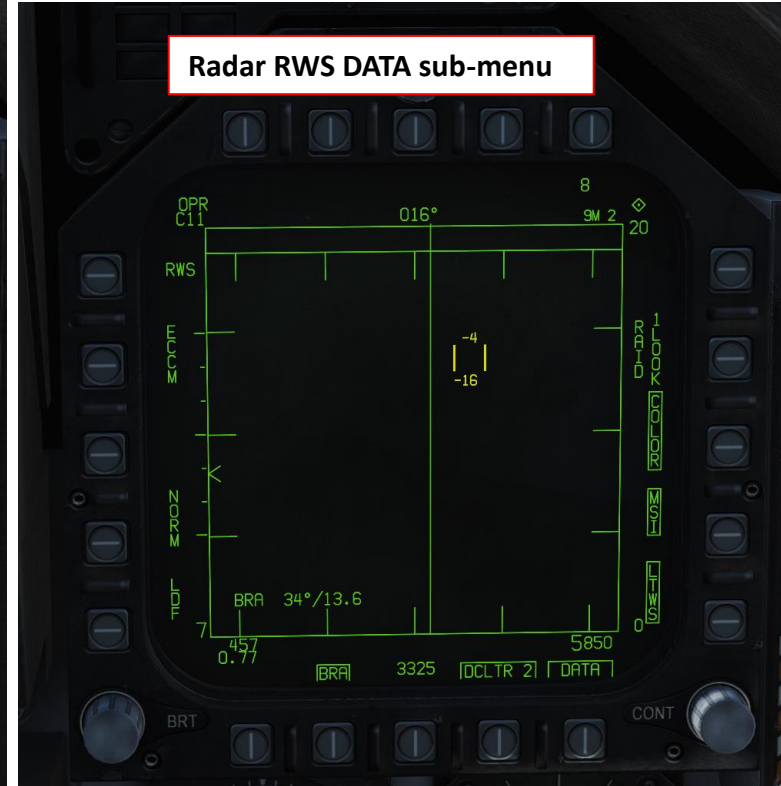 Radar RWS DATA sub-menu
8
OPR
C11
016°
9M 2
20
RWS
-4
-16
ECCM
RAID
1LOOK
COLOR
NORM
MSI
LDF
LTWS
BRA 34°/13.6
7
0
457
0.77
5850
BRA
3325
DCLTR 2
DATA
BRT
CONT